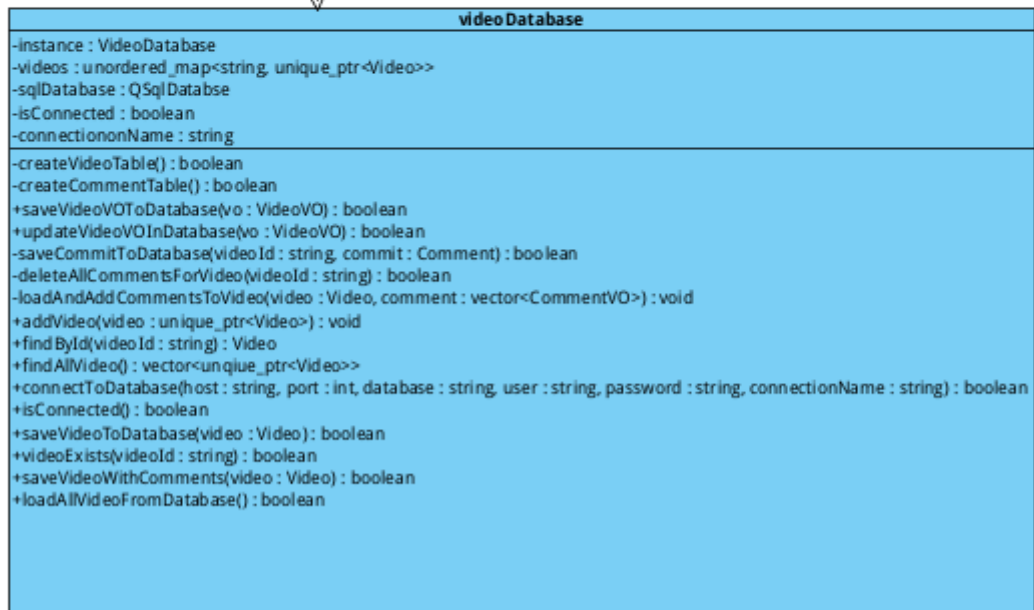 videoDatabase
-instance : VideoDatabase
-videos : unordered_map<string, unique_ptr<Video>>
-sqlDatabase : QSqlDatabse
-isConnected : boolean
-connectiononName : string
-createVideoTable() : boolean
-createCommentTable() : boolean
+saveVideoVOToDatabase(vo : VideoVO) : boolean
+updateVideoVOInDatabase(vo : VideoVO) : boolean
-saveCommitToDatabase(videoId : string, commit : Comment) : boolean
-deleteAllCommentsForVideo(videoId : string) : boolean
-loadAndAddCommentsToVideo(video : Video, comment : vector<CommentVO>) : void
+addVideo(video : unique_ptr<Video>) : void
+findById(videoId : string) : Video
+findAllVideo() : vector<unqiue_ptr<Video>>
+connectToDatabase(host : string, port : int, database : string, user : string, password : string, connectionName : string) : boolean
+isConnected() : boolean
+saveVideoToDatabase(video : Video) : boolean
+videoExists(videoId : string) : boolean
+saveVideoWithComments(video : Video) : boolean
+loadAllVideoFromDatabase() : boolean